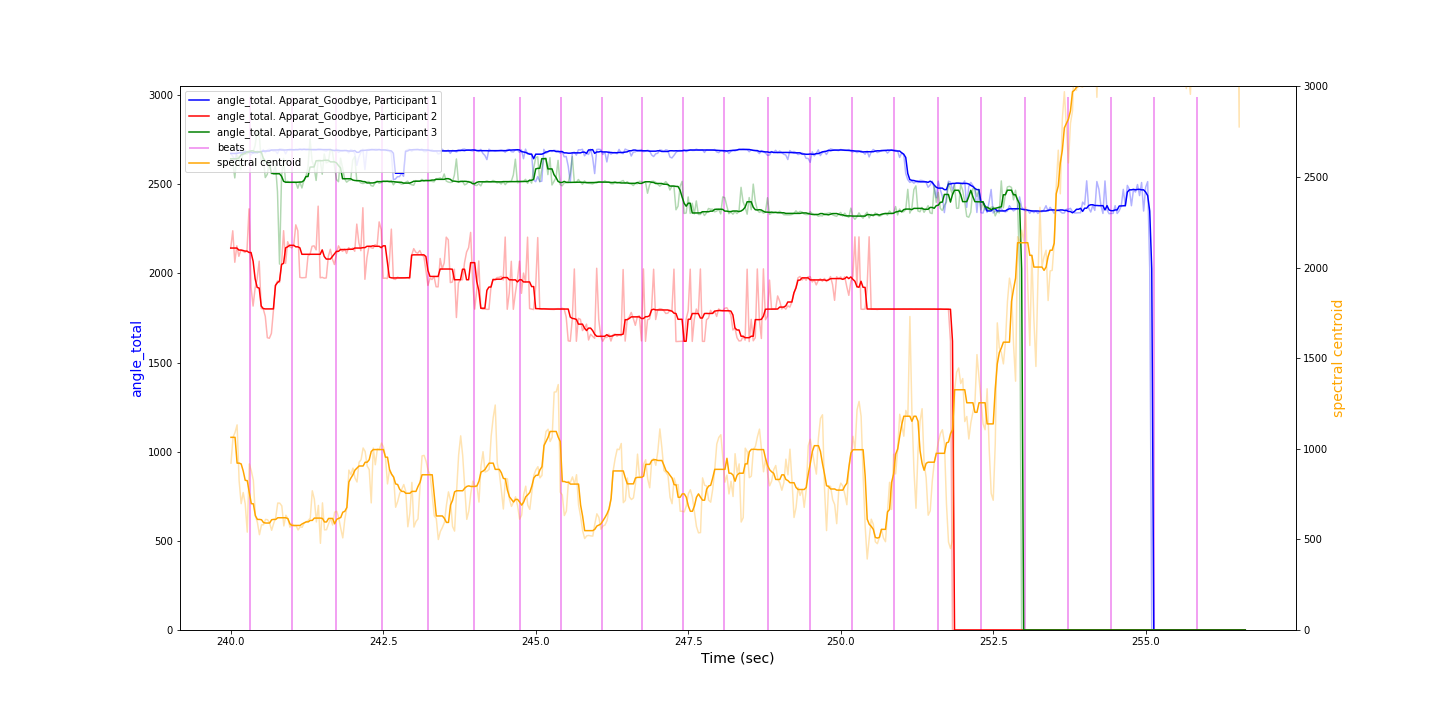 angle_total. Apparat_Goodbye, Participant 1
angle_total. Apparat_Goodbye, Participant 2
angle_total. Apparat_Goodbye, Participant 3
beats
spectral centroid
3000
2500
2000
1500
1000
500
0
angle_total
3000
2500
2000
1500
1000
500
0
spectral centroid
240.0
242.5
245.0
247.5
250.0
252.5
255.0
Time (sec)